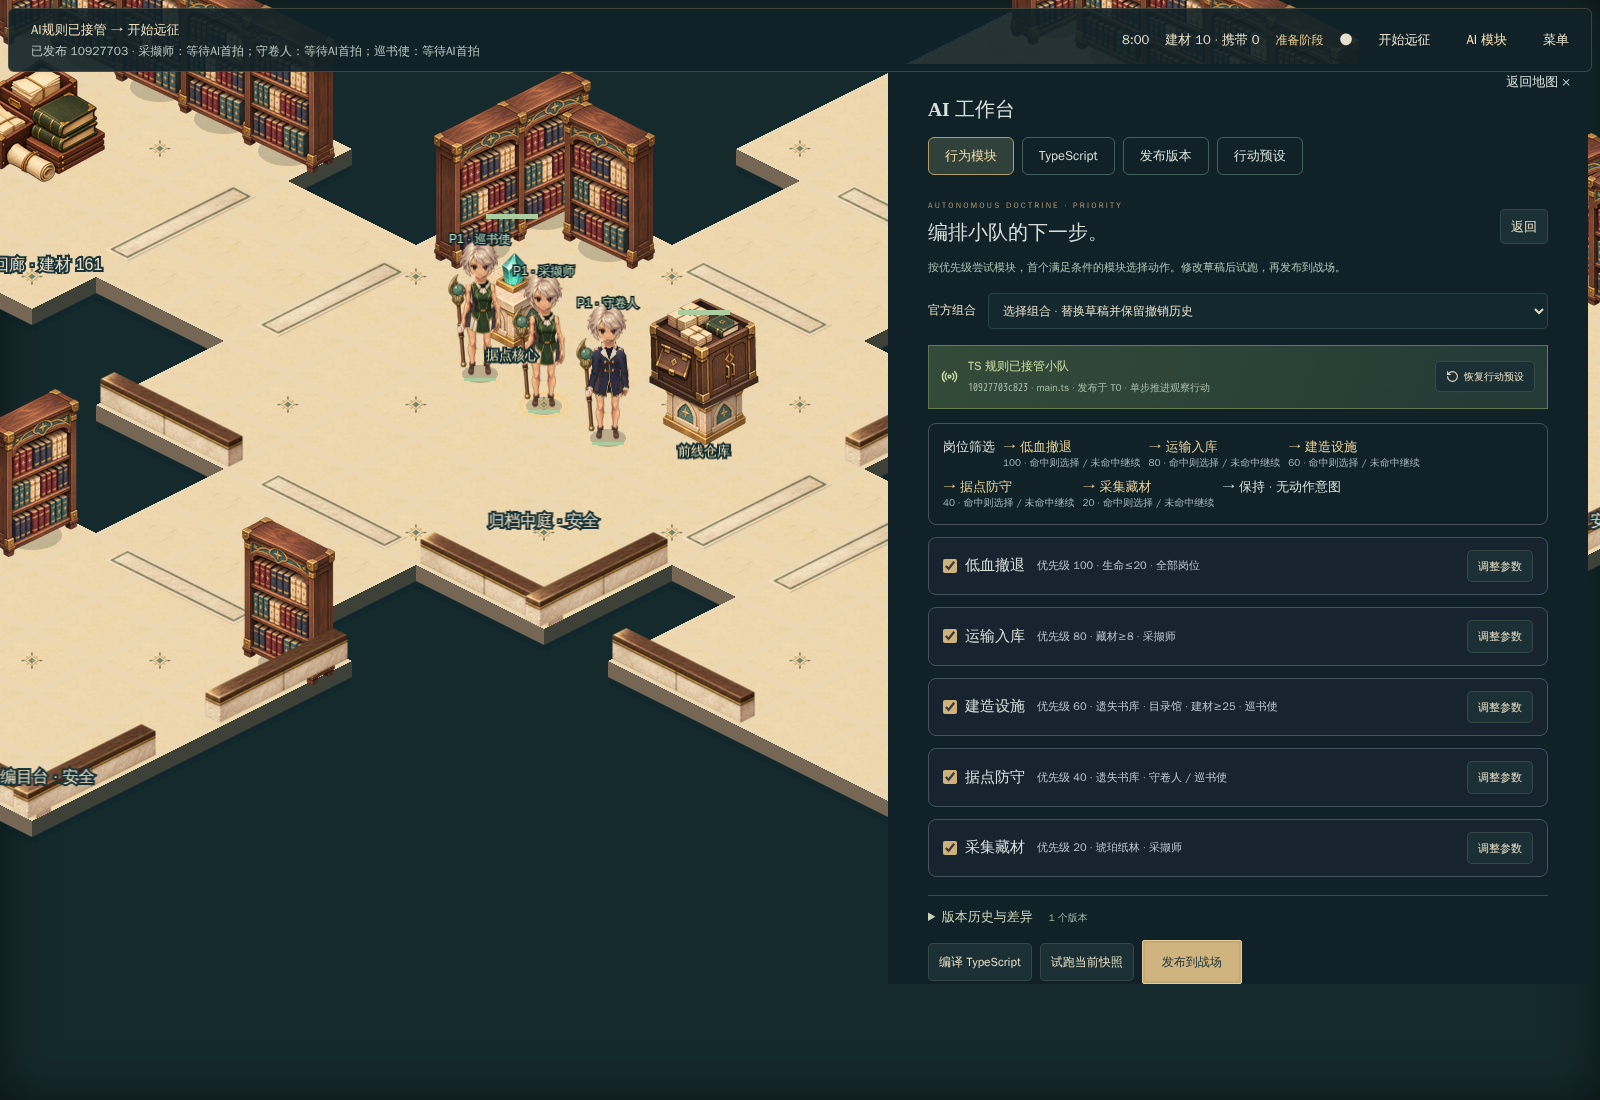 AI规则已接管 → 开始远征
已发布 10927703 · 采撷师：等待AI首拍；守卷人：等待AI首拍；巡书使：等待AI首拍
8:00 建材 10 · 携带 0 准备阶段 开始远征 AI 模块 菜单
返回地图 ×
AI 工作台
行为模块 TypeScript 发布版本 行动预设
AUTONOMOUS DOCTRINE · PRIORITY
编排小队的下一步。
返回
按优先级尝试模块，首个满足条件的模块选择动作。修改草稿后试跑，再发布到战场。
官方组合 选择组合 · 替换草稿并保留撤销历史
TS 规则已接管小队
10927703c823 · main.ts · 发布于 T0 · 单步推进观察行动
恢复行动预设
岗位筛选 → 低血撤退 → 运输入库 → 建造设施
100 · 命中则选择 / 未命中继续 80 · 命中则选择 / 未命中继续 60 · 命中则选择 / 未命中继续
→ 据点防守 → 采集藏材 → 保持 · 无动作意图
40 · 命中则选择 / 未命中继续 20 · 命中则选择 / 未命中继续
低血撤退 优先级 100 · 生命≤20 · 全部岗位 调整参数
运输入库 优先级 80 · 藏材≥8 · 采撷师 调整参数
建造设施 优先级 60 · 遗失书库 · 目录馆 · 建材≥25 · 巡书使 调整参数
据点防守 优先级 40 · 遗失书库 · 守卷人 / 巡书使 调整参数
采集藏材 优先级 20 · 琥珀纸林 · 采撷师 调整参数
▶ 版本历史与差异 1 个版本
编译 TypeScript 试跑当前快照 发布到战场
P1 · 巡书使
P1 · 采撷师
P1 · 守卷人
回廊 · 建材 161
据点核心
前线仓库
归档中庭 · 安全
编目台 · 安全
安